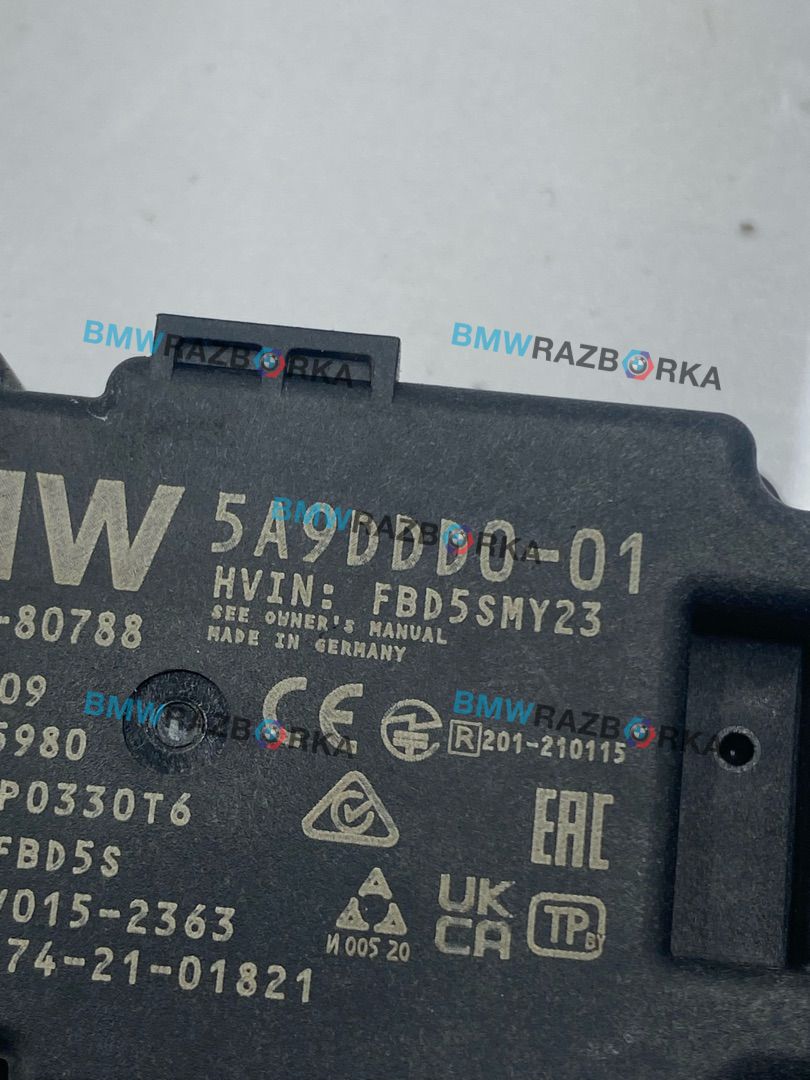 BMWRAZBORKA
BMWRAZBORKA
MW 5A9DDD0-01
BMWRAZBORKA
HVIN: FBD5SMY23
SEE OWNER'S MANUAL
MADE IN GERMANY
-80788
09
BMWRAZBORKA
BMWRAZBORKA
5980
CE
R 201-210115
P0330T6
EAC
FBD5S
015-2363
И 005 20
UK
CA
TP BY
74-21-01821